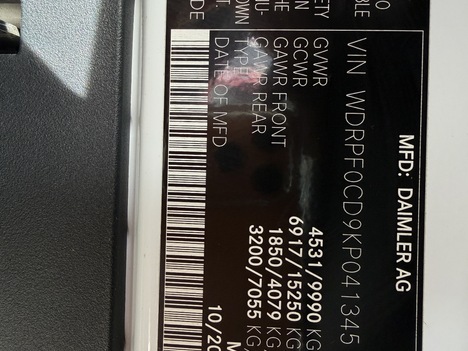 MFD: DAIMLER AG
VIN WDRPF0CD9KP041345
GVWR 4531/9990 KG
GCWR 6917/15250 KG
GAWR FRONT 1850/4079 KG
GAWR REAR 3200/7055 KG
TYPE
DATE OF MFD 10/20